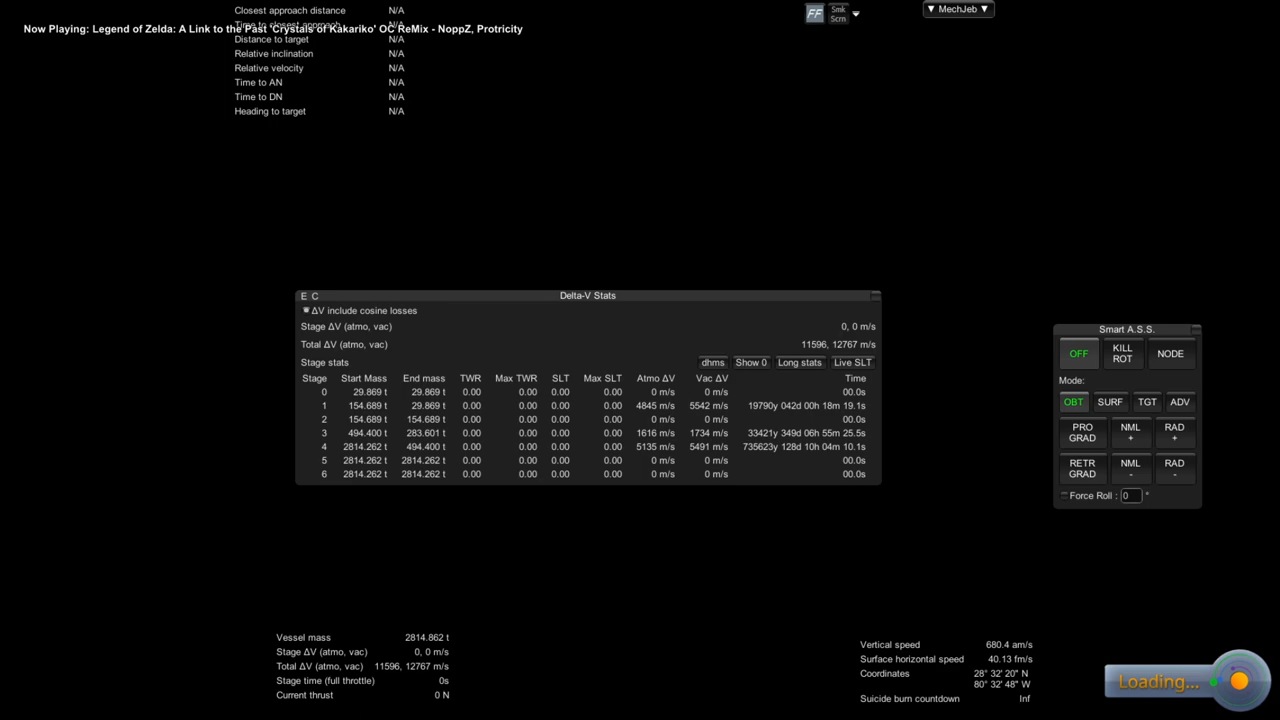 Closest approach distance N/A
Time to closest approach N/A
Now Playing: Legend of Zelda: A Link to the Past 'Crystals of Kakariko' OC ReMix - NoppZ, Protricity
Distance to target N/A
Relative inclination N/A
Relative velocity N/A
Time to AN N/A
Time to DN N/A
Heading to target N/A
FF
Smk
Scrn
▼ MechJeb ▼
E C Delta-V Stats
ΔV include cosine losses
Stage ΔV (atmo, vac) 0, 0 m/s
Total ΔV (atmo, vac) 11596, 12767 m/s
Stage stats dhms Show 0 Long stats Live SLT
Stage Start Mass End mass TWR Max TWR SLT Max SLT Atmo ΔV Vac ΔV Time
0 29.869 t 29.869 t 0.00 0.00 0.00 0.00 0 m/s 0 m/s 00.0s
1 154.689 t 29.869 t 0.00 0.00 0.00 0.00 4845 m/s 5542 m/s 19790y 042d 00h 18m 19.1s
2 154.689 t 154.689 t 0.00 0.00 0.00 0.00 0 m/s 0 m/s 00.0s
3 494.400 t 283.601 t 0.00 0.00 0.00 0.00 1616 m/s 1734 m/s 33421y 349d 06h 55m 25.5s
4 2814.262 t 494.400 t 0.00 0.00 0.00 0.00 5135 m/s 5491 m/s 735623y 128d 10h 04m 10.1s
5 2814.262 t 2814.262 t 0.00 0.00 0.00 0.00 0 m/s 0 m/s 00.0s
6 2814.262 t 2814.262 t 0.00 0.00 0.00 0.00 0 m/s 0 m/s 00.0s
Smart A.S.S.
OFF KILL ROT NODE
Mode:
OBT SURF TGT ADV
PRO GRAD NML + RAD +
RETR GRAD NML - RAD -
Force Roll : 0 °
Vessel mass 2814.862 t
Stage ΔV (atmo, vac) 0, 0 m/s
Total ΔV (atmo, vac) 11596, 12767 m/s
Stage time (full throttle) 0s
Current thrust 0 N
Vertical speed 680.4 am/s
Surface horizontal speed 40.13 fm/s
Coordinates 28° 32' 20" N
80° 32' 48" W
Suicide burn countdown Inf
Loading...